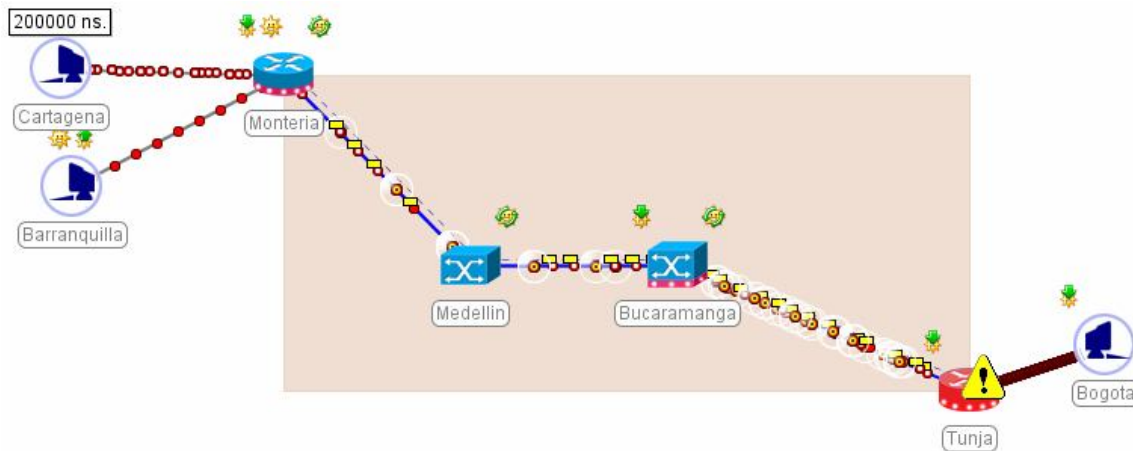 200000 ns.
Cartagena
Monteria
Barranquilla
Medellin
Bucaramanga
Bogota
Tunja